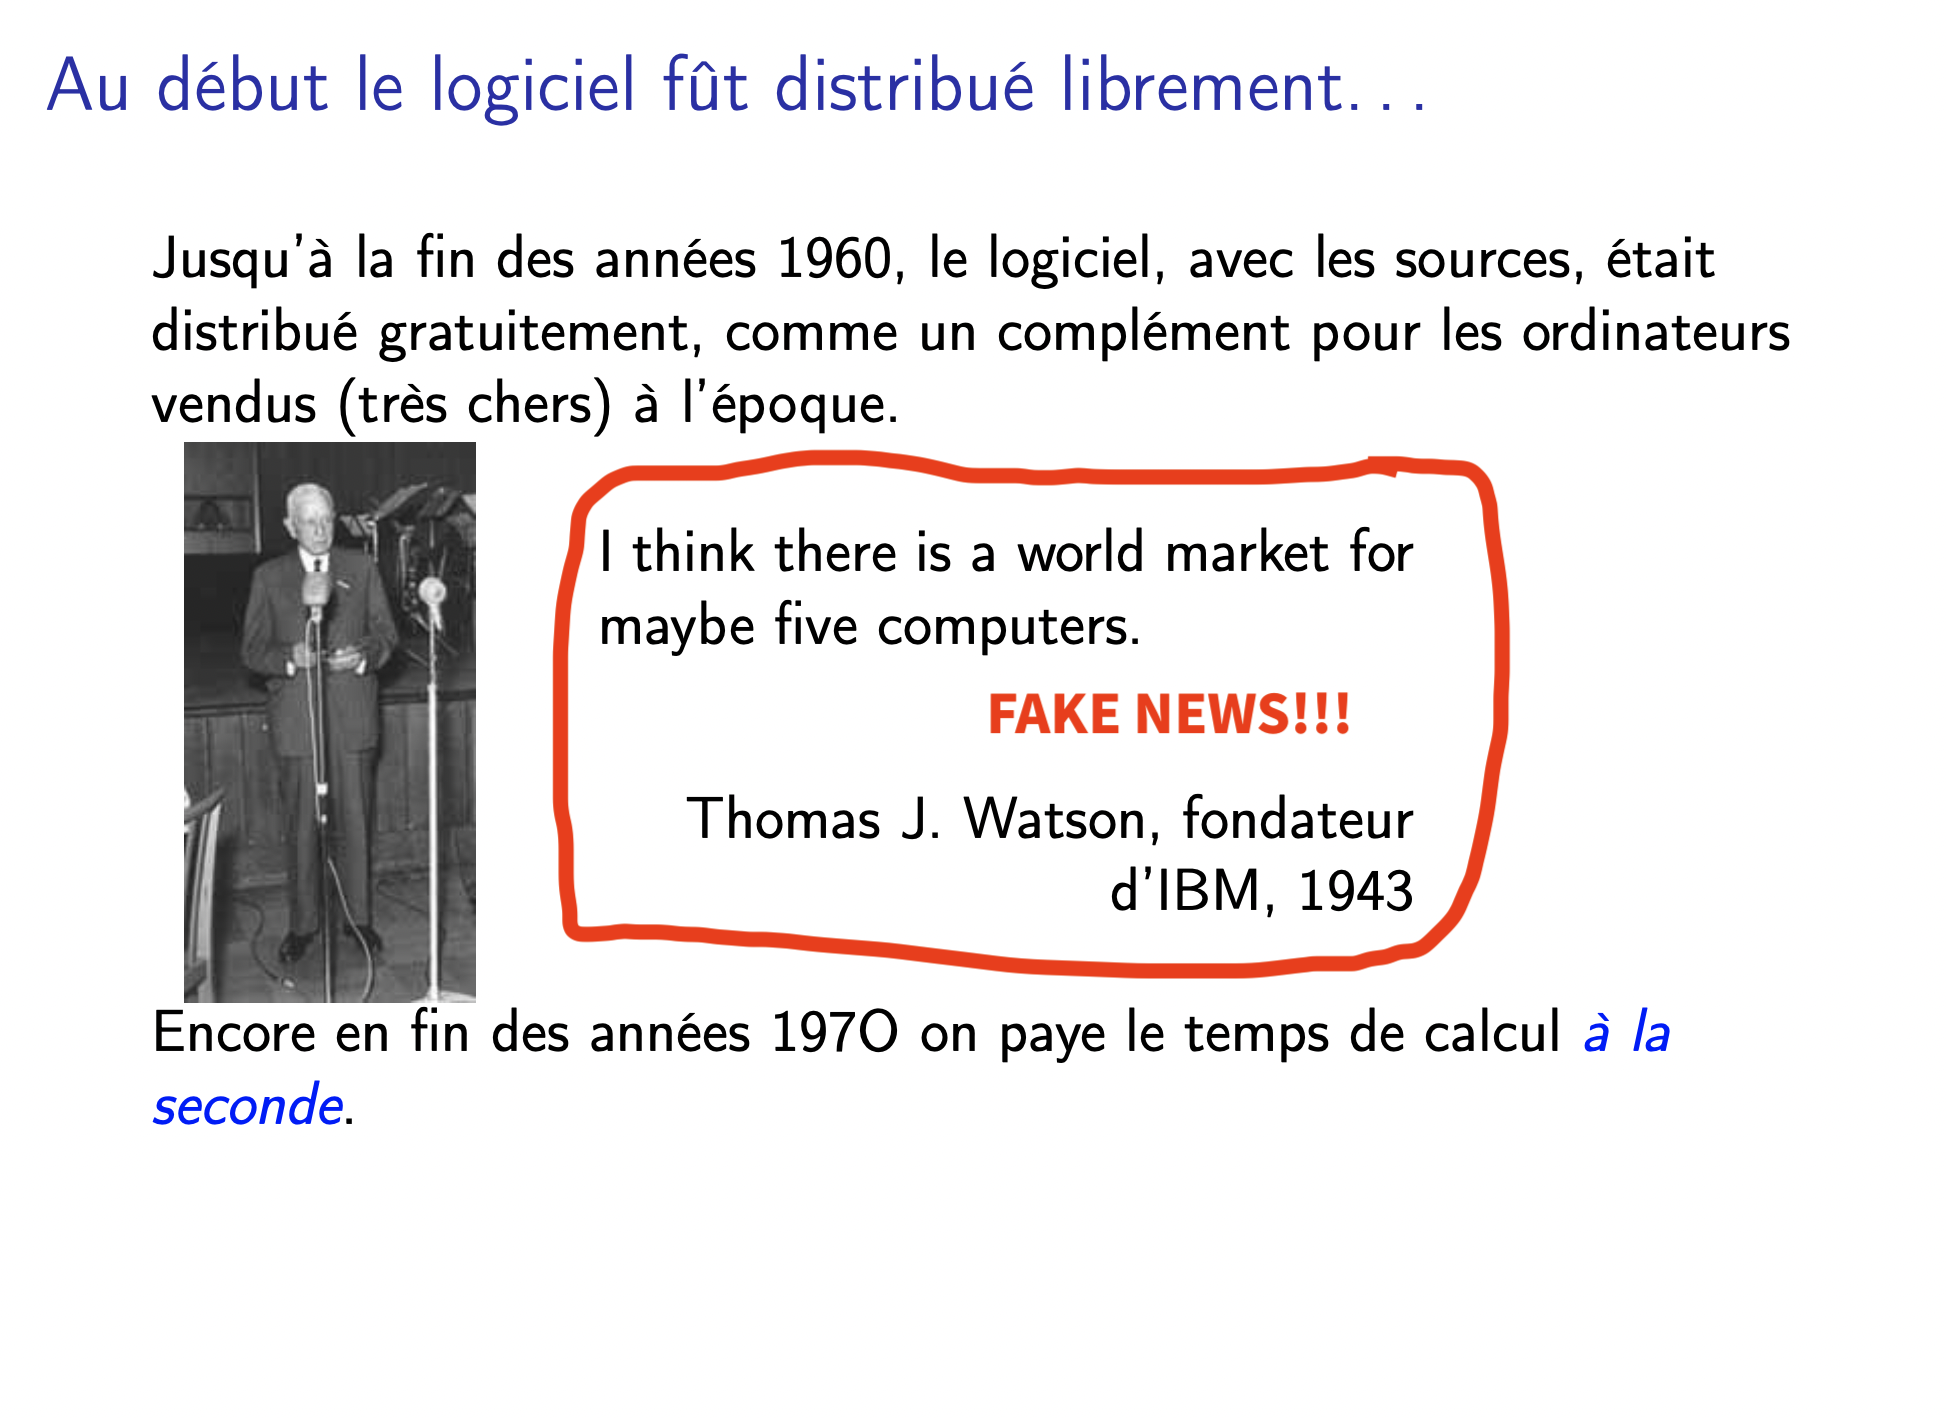 Au début le logiciel fût distribué librement...
Jusqu'à la fin des années 1960, le logiciel, avec les sources, était
distribué gratuitement, comme un complément pour les ordinateurs
vendus (très chers) à l'époque.
I think there is a world market for
maybe five computers.
FAKE NEWS!!!
Thomas J. Watson, fondateur
d'IBM, 1943
Encore en fin des années 197O on paye le temps de calcul à la
seconde.